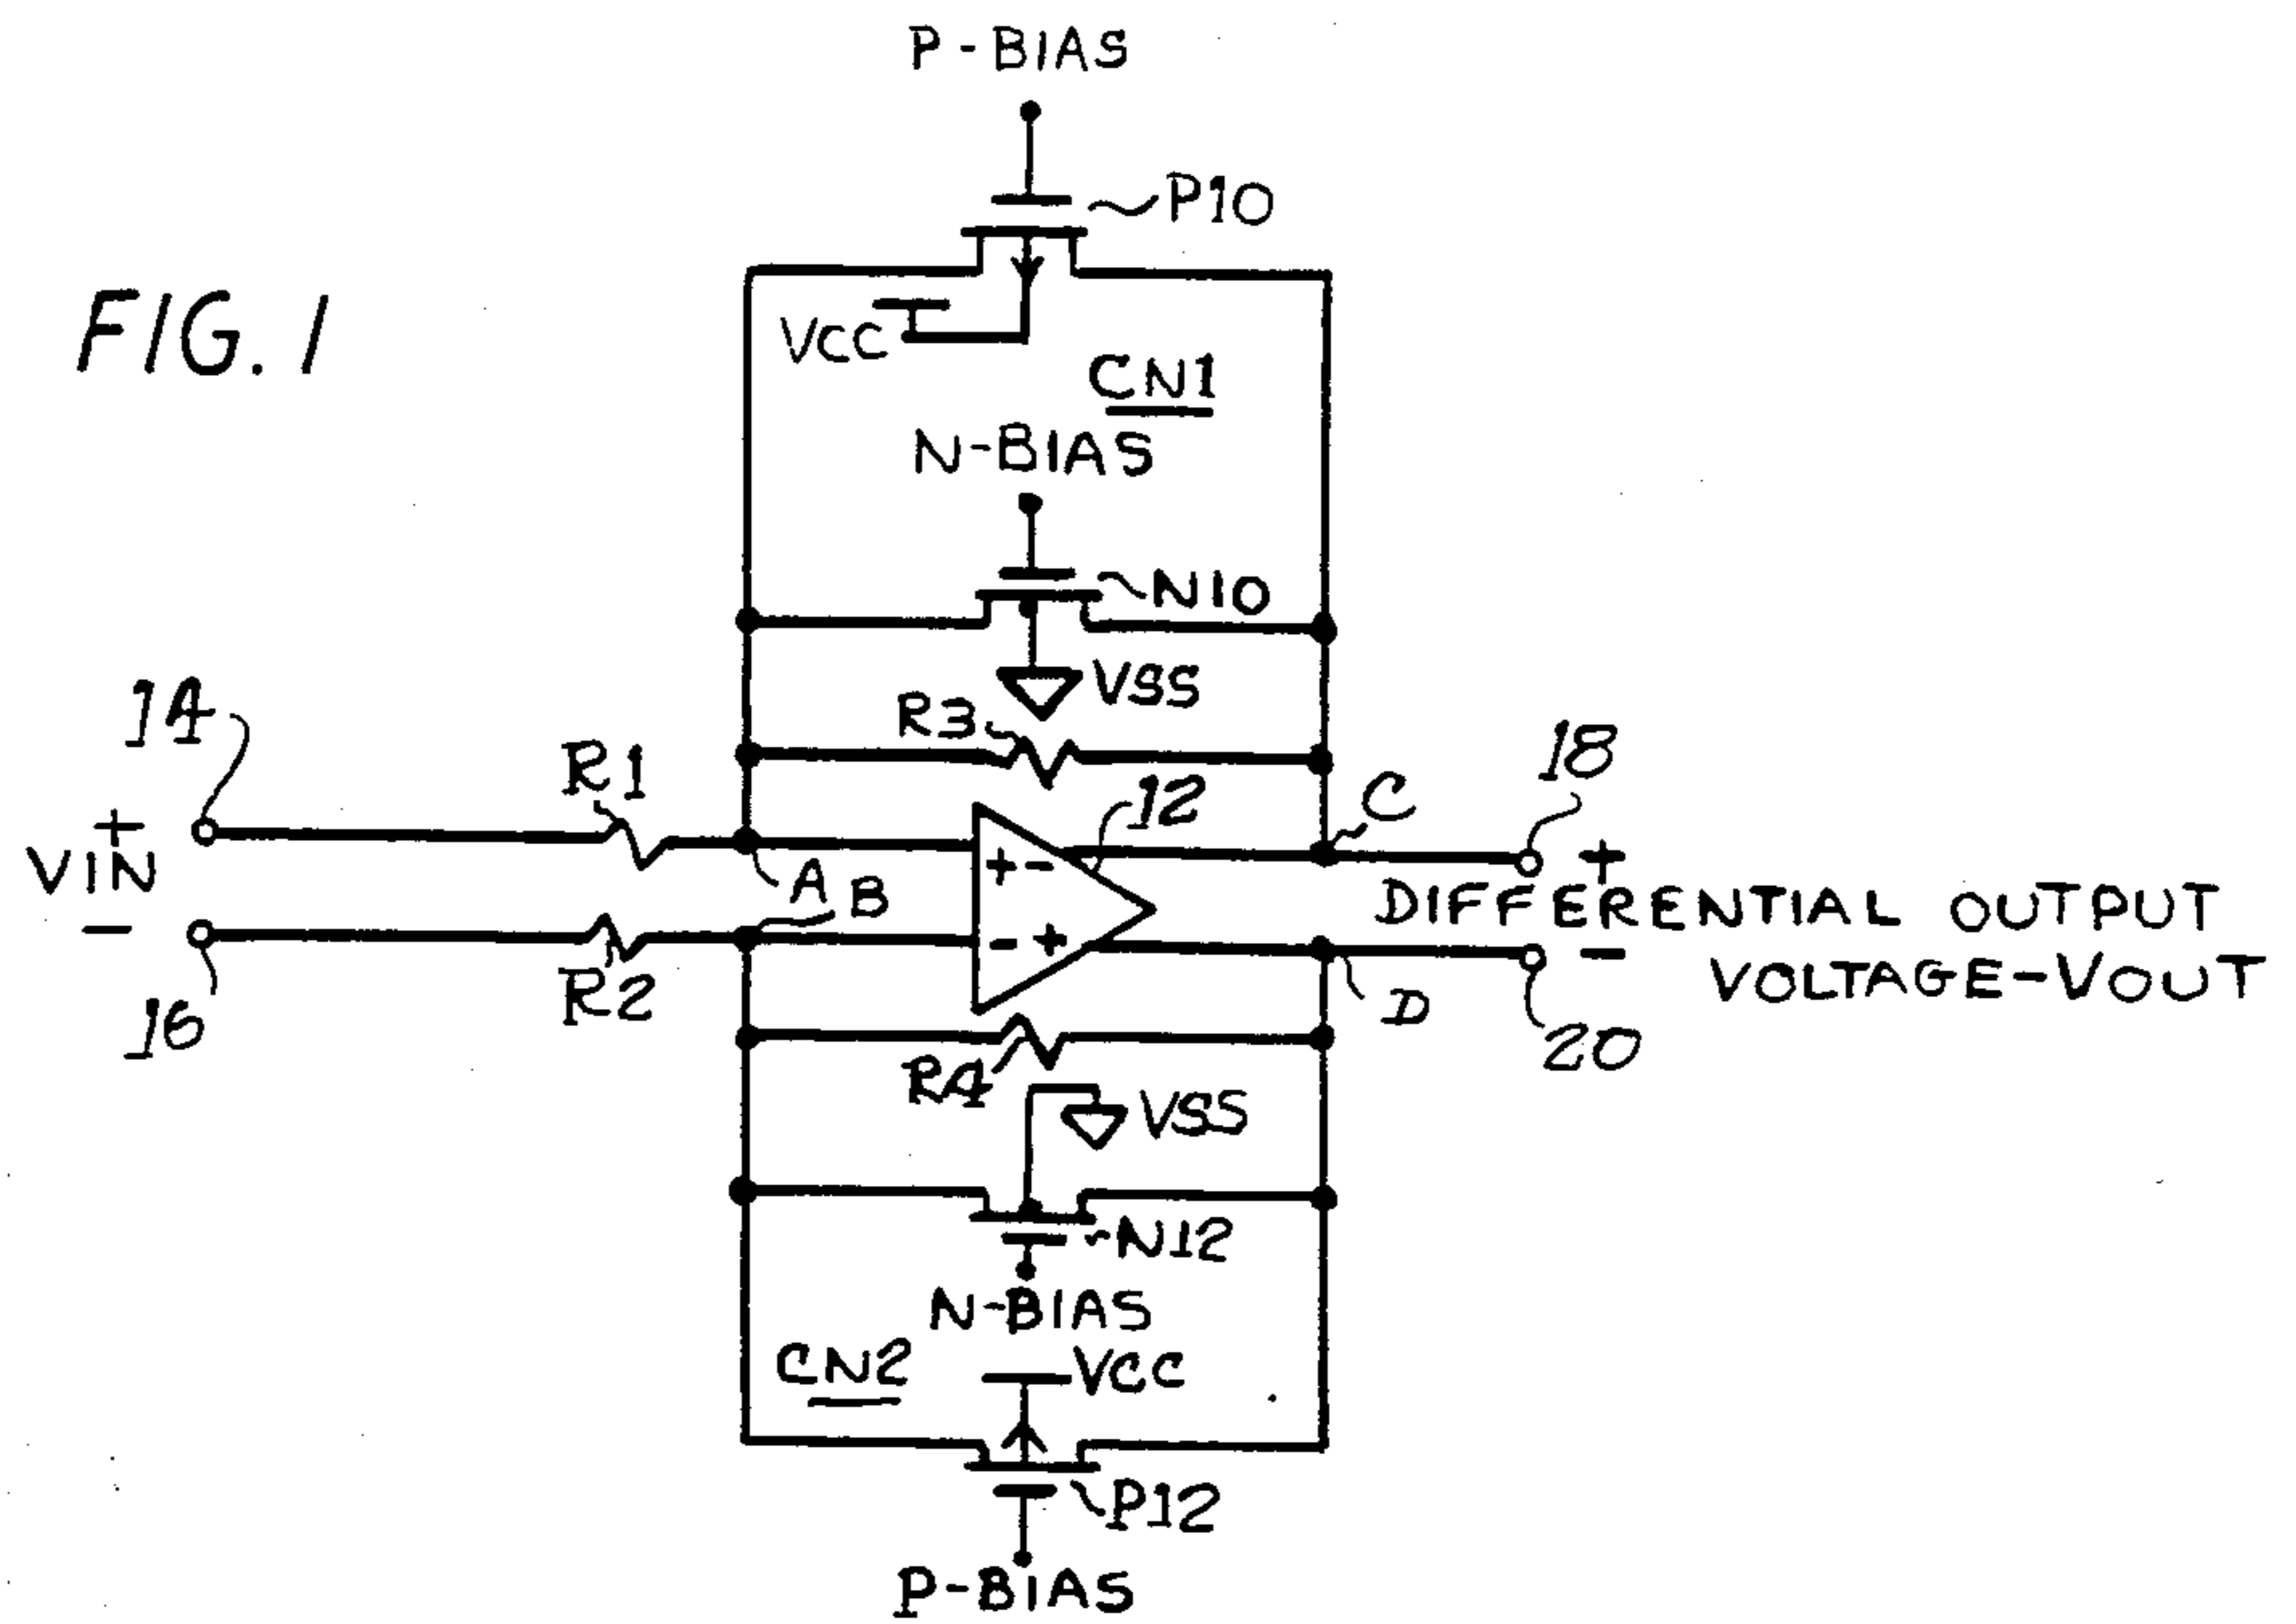 P-BIAS
P10
FIG. 1
VCC
CN1
N-BIAS
N10
VSS
R3
14
R1
12
C
18
+
VIN
-
A
B
+-
-+
+
DIFFERENTIAL OUTPUT
-
VOLTAGE-VOUT
16
R2
D
20
R4
VSS
N12
N-BIAS
CN2
VCC
P12
P-BIAS